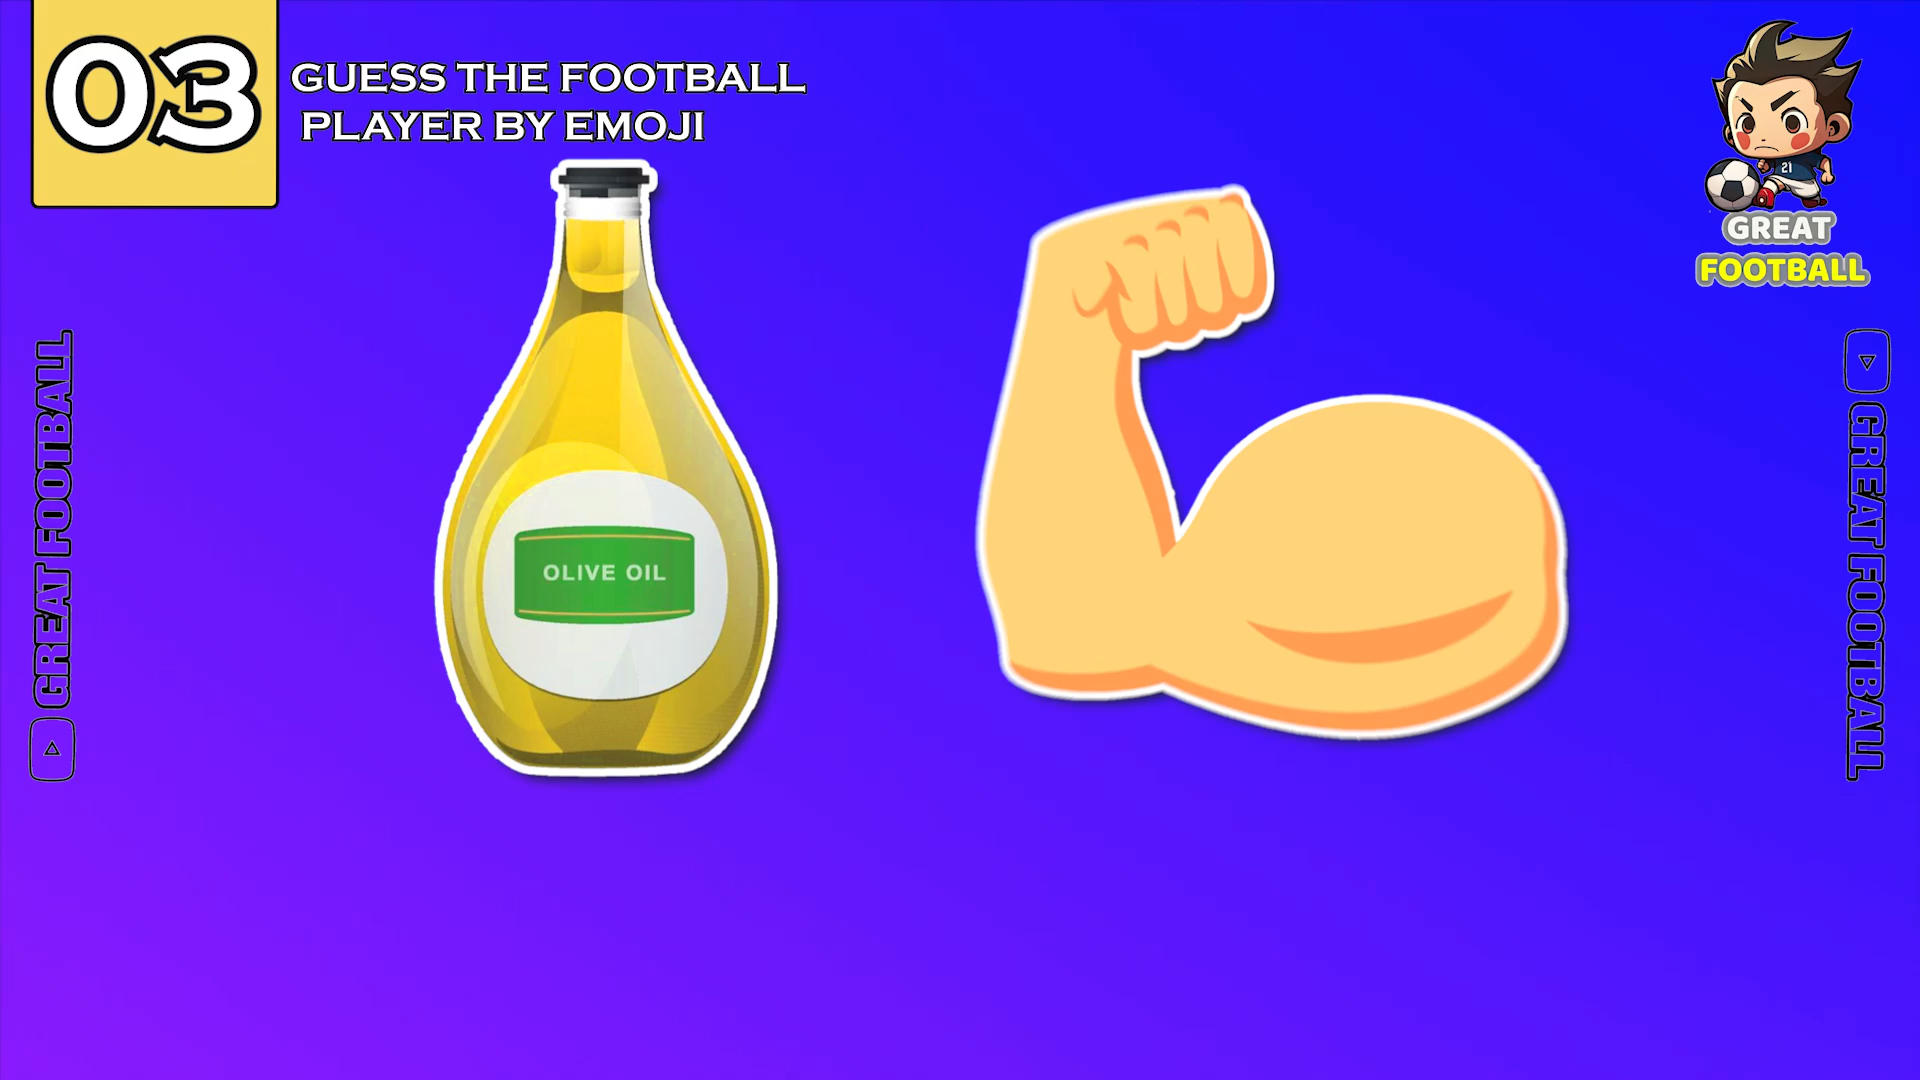 03
GUESS THE FOOTBALL
PLAYER BY EMOJI
21
GREAT
FOOTBALL
OLIVE OIL
GREAT FOOTBALL
GREAT FOOTBALL